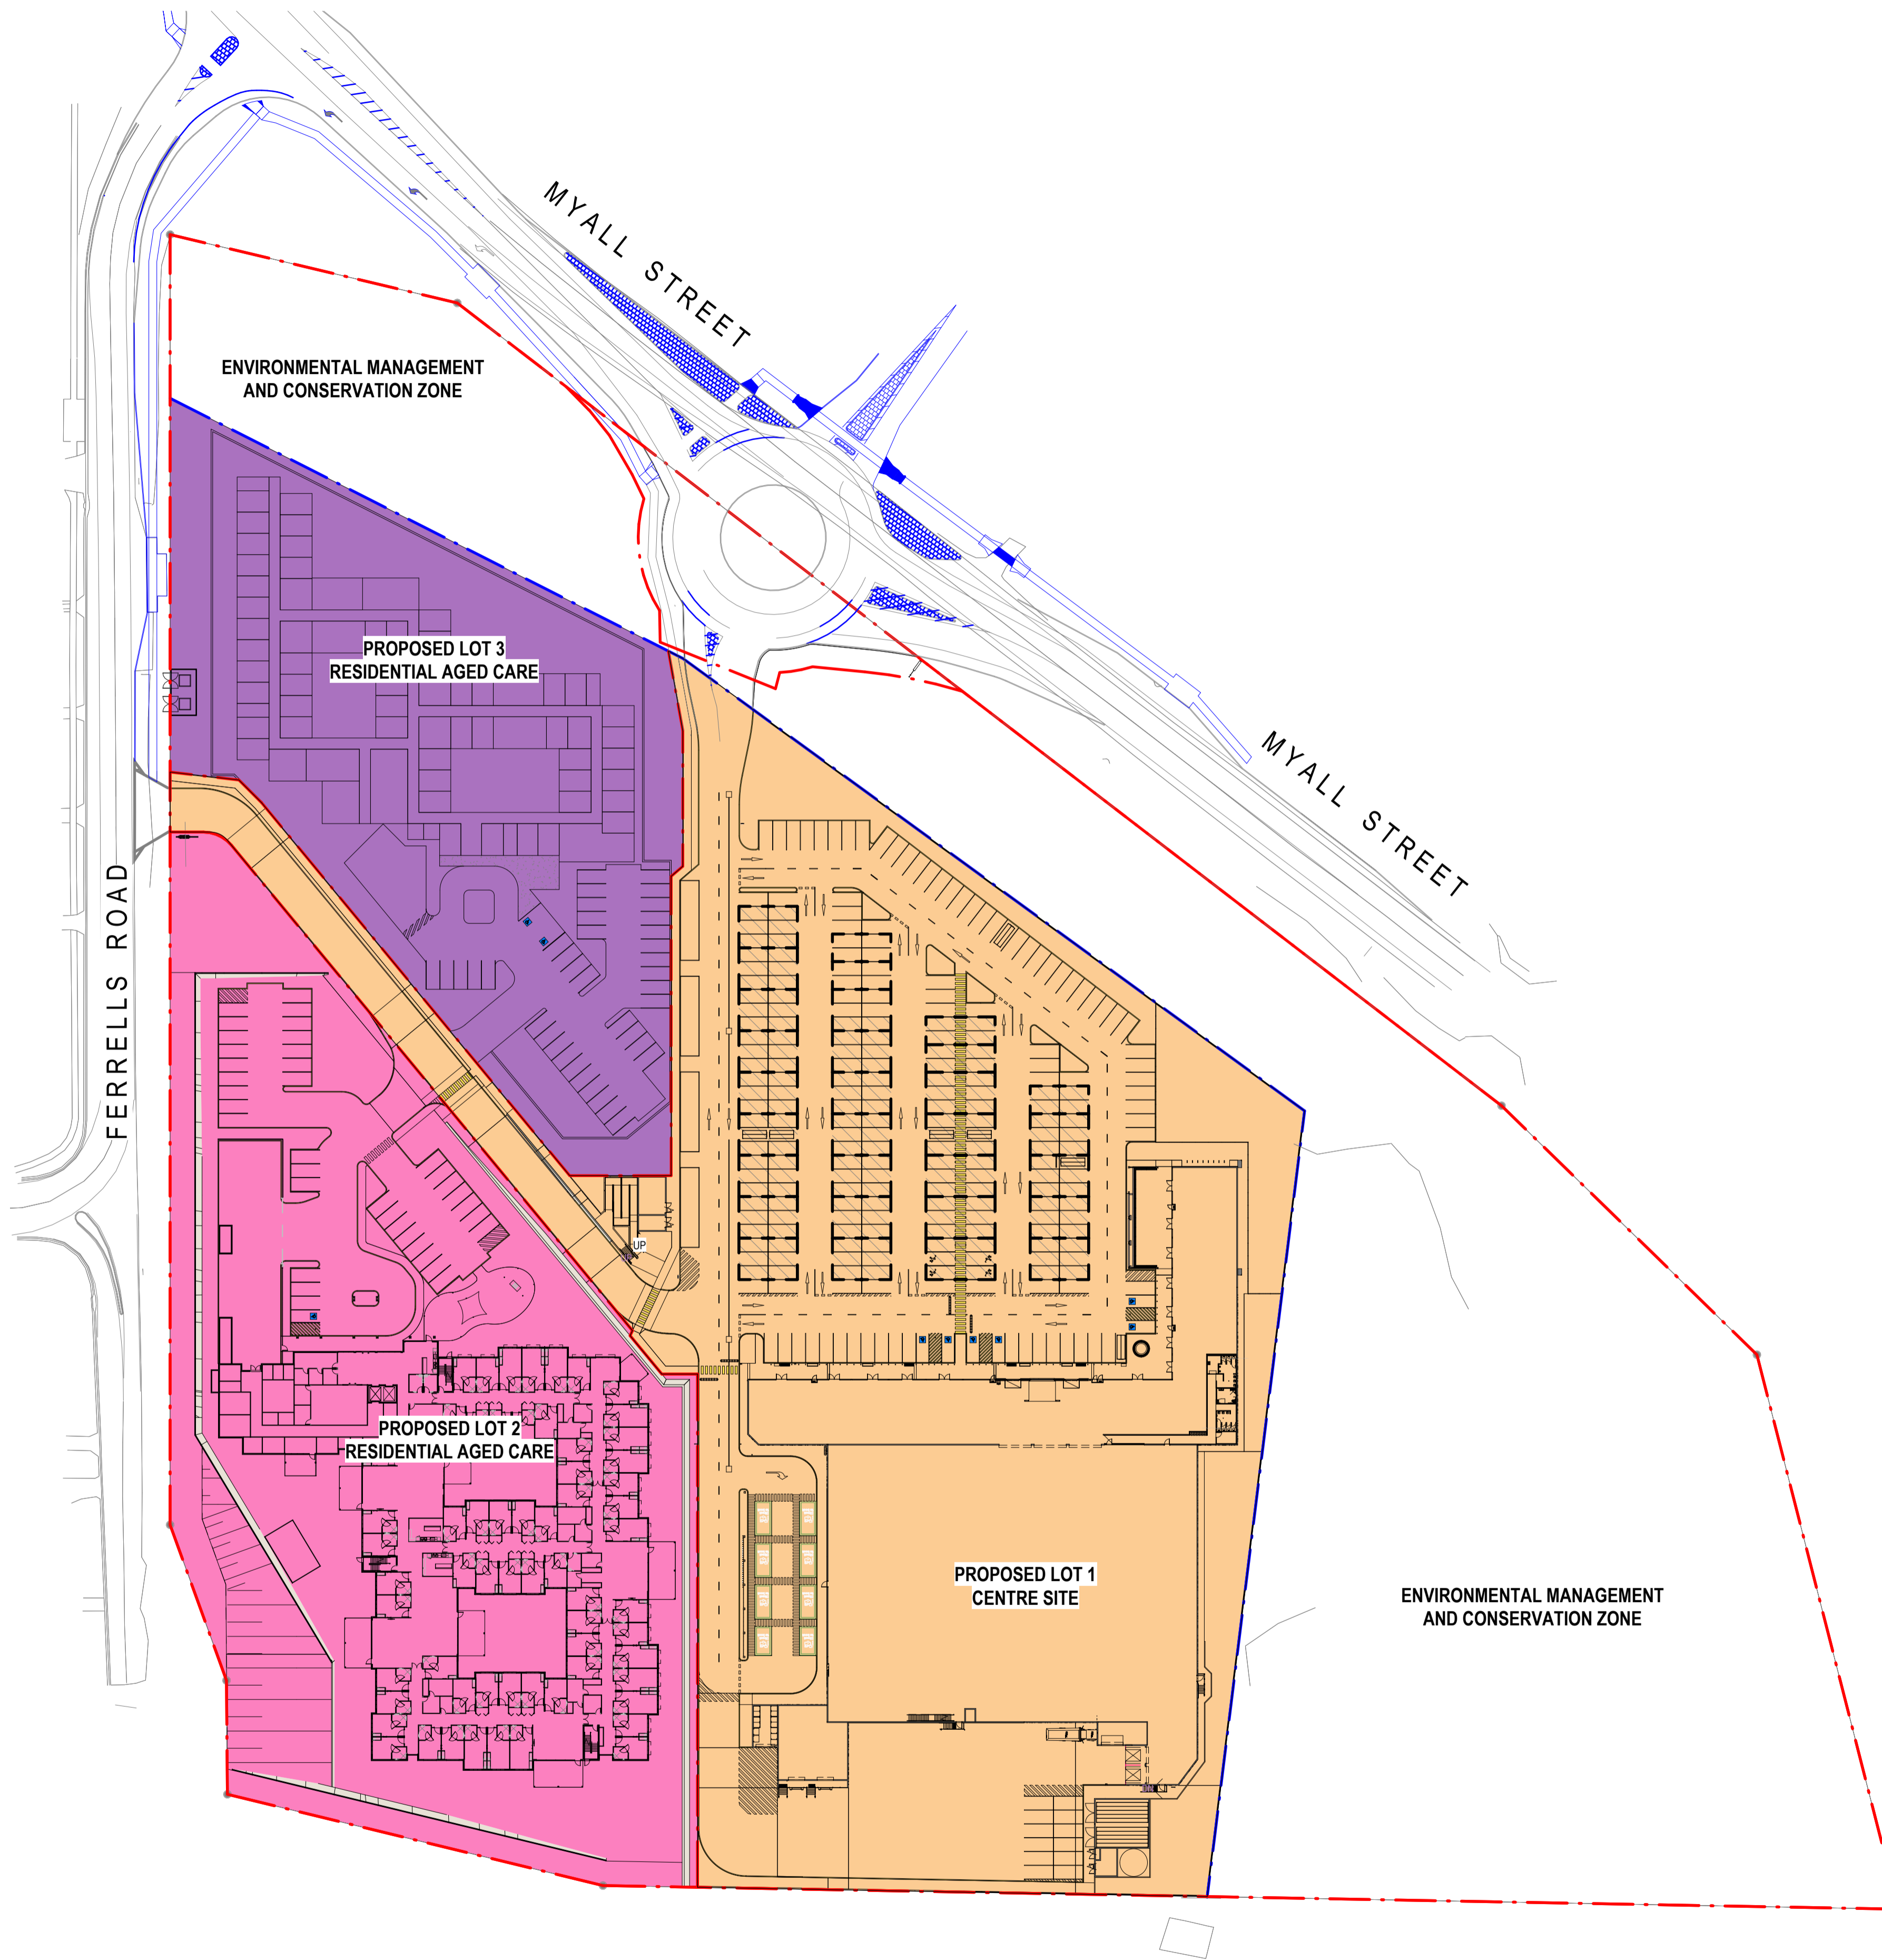 MYALL STREET
ENVIRONMENTAL MANAGEMENT
AND CONSERVATION ZONE
PROPOSED LOT 3
RESIDENTIAL AGED CARE
MYALL STREET
FERRELLS ROAD
UP
PROPOSED LOT 2
RESIDENTIAL AGED CARE
PROPOSED LOT 1
CENTRE SITE
ENVIRONMENTAL MANAGEMENT
AND CONSERVATION ZONE